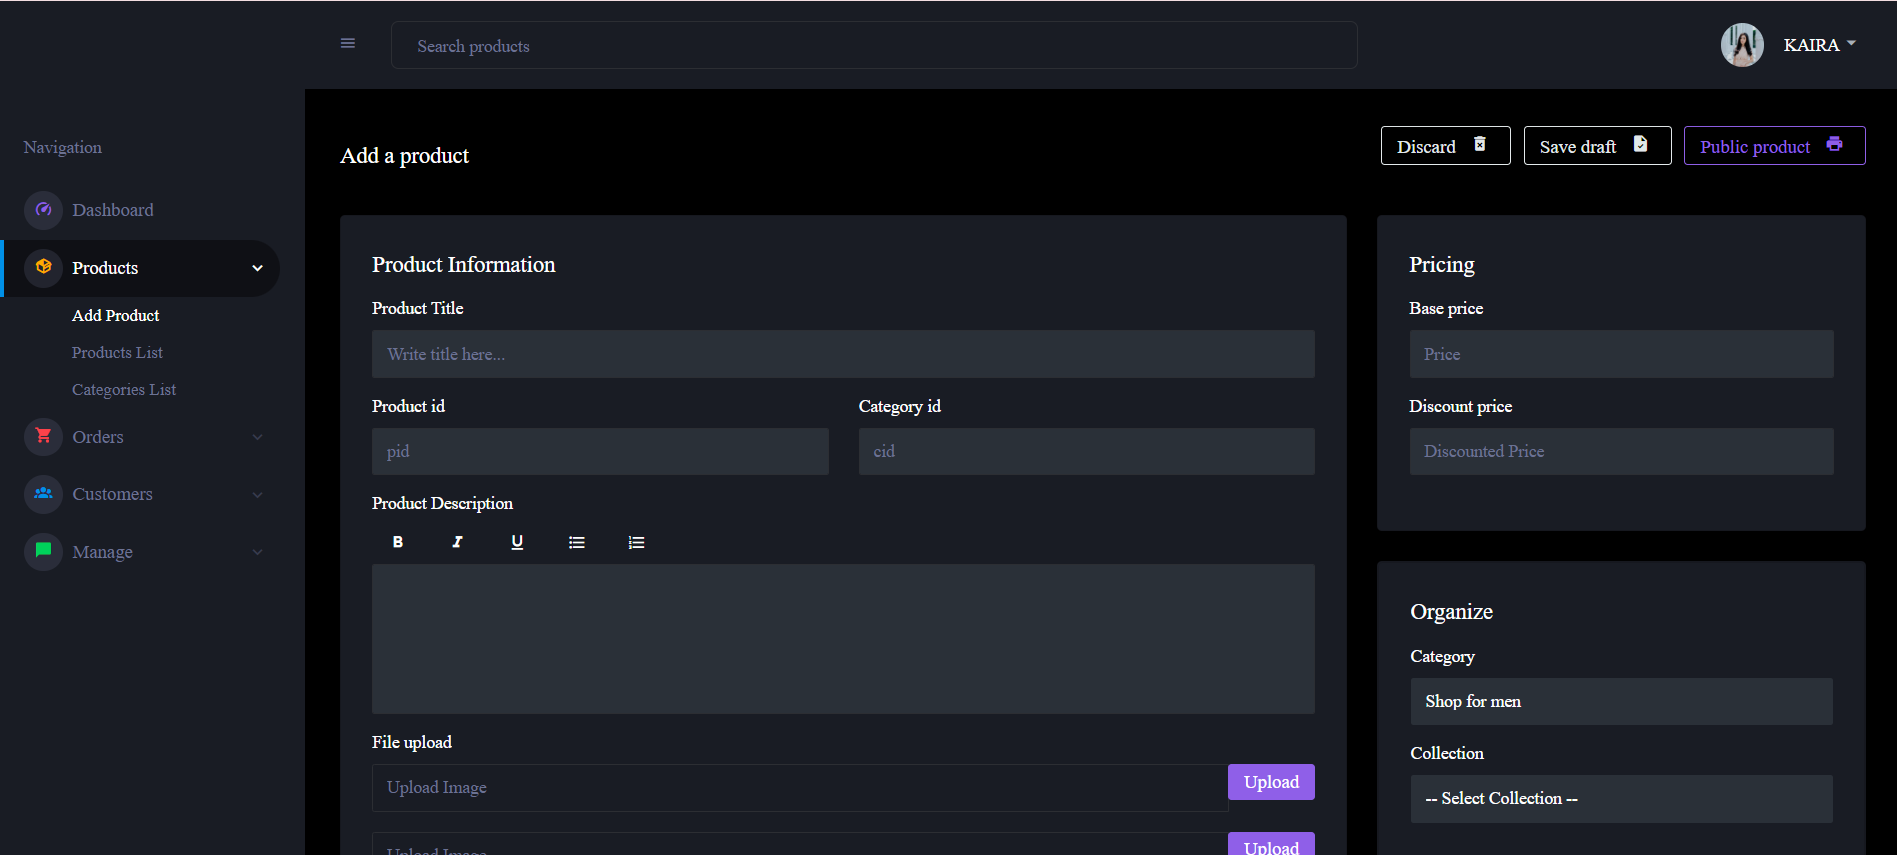 Search products
KAIRA
Navigation
Dashboard
Products
Add Product
Products List
Categories List
Orders
Customers
Manage
Add a product
Discard
Save draft
Public product
Product Information
Product Title
Write title here...
Product id
Category id
pid
cid
Product Description
B I U
File upload
Upload Image
Upload
Upload Image
Upload
Pricing
Base price
Price
Discount price
Discounted Price
Organize
Category
Shop for men
Collection
-- Select Collection --